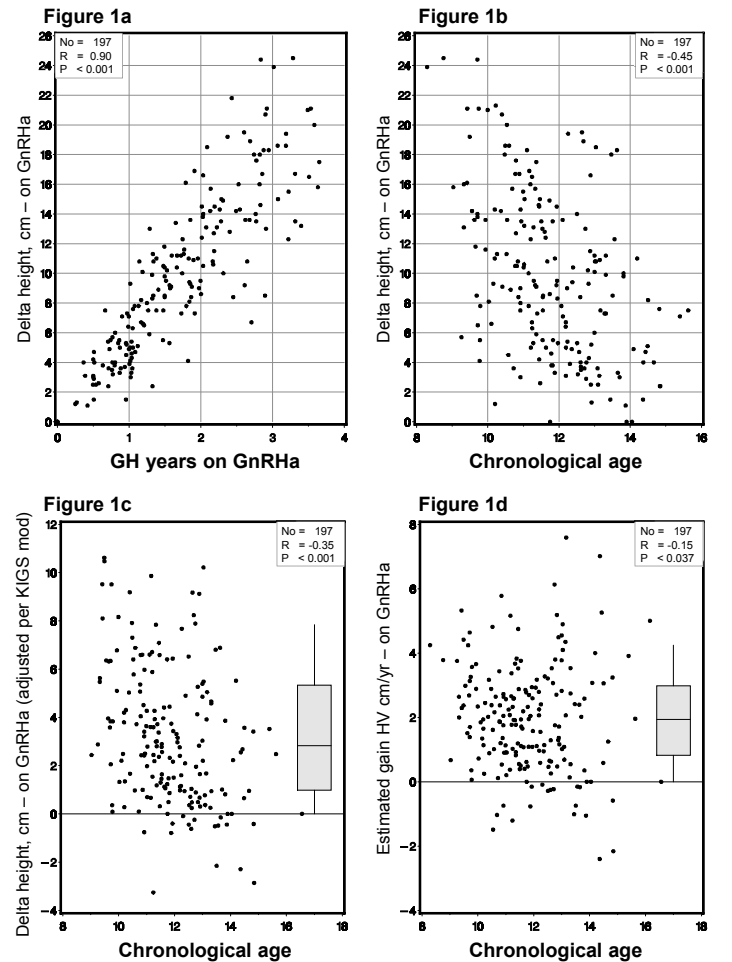 Figure 1a
No = 197
R = 0.90
P < 0.001
26
24
22
20
18
16
14
12
10
8
6
4
2
0
0 1 2 3 4
Delta height, cm – on GnRHa
GH years on GnRHa
Figure 1b
No = 197
R = -0.45
P < 0.001
26
24
22
20
18
16
14
12
10
8
6
4
2
0
8 10 12 14 16
Delta height, cm – on GnRHa
Chronological age
Figure 1c
No = 197
R = -0.35
P < 0.001
12
10
8
6
4
2
0
−2
−4
8 10 12 14 16 18
Delta height, cm – on GnRHa (adjusted per KIGS mod)
Chronological age
Figure 1d
No = 197
R = -0.15
P < 0.037
8
6
4
2
0
−2
−4
8 10 12 14 16 18
Estimated gain HV cm/yr – on GnRHa
Chronological age